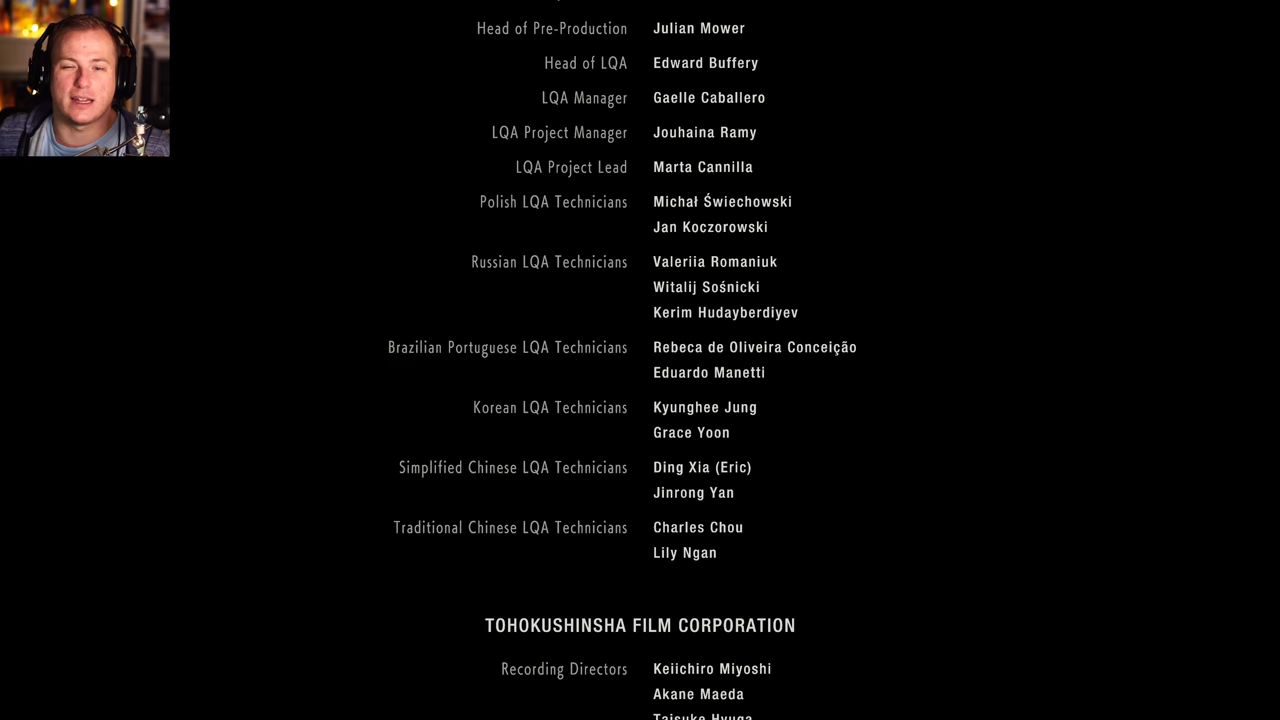 Head of Pre-Production Julian Mower
Head of LQA Edward Buffery
LQA Manager Gaelle Caballero
LQA Project Manager Jouhaina Ramy
LQA Project Lead Marta Cannilla
Polish LQA Technicians Michał Świechowski
Jan Koczorowski
Russian LQA Technicians Valeriia Romaniuk
Witalij Sośnicki
Kerim Hudayberdiyev
Brazilian Portuguese LQA Technicians Rebeca de Oliveira Conceição
Eduardo Manetti
Korean LQA Technicians Kyunghee Jung
Grace Yoon
Simplified Chinese LQA Technicians Ding Xia (Eric)
Jinrong Yan
Traditional Chinese LQA Technicians Charles Chou
Lily Ngan
TOHOKUSHINSHA FILM CORPORATION
Recording Directors Keiichiro Miyoshi
Akane Maeda
Taisuke Hyuga